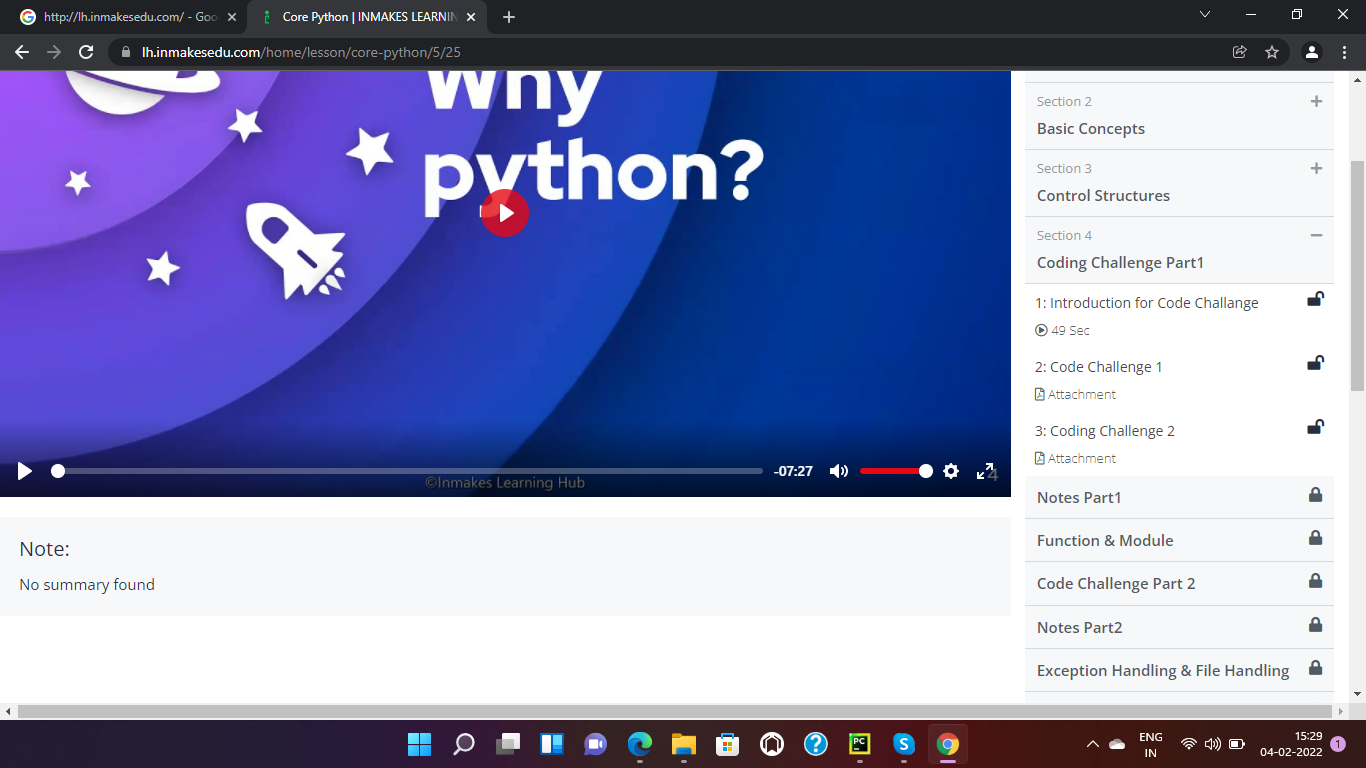 http://lh.inmakesedu.com/ - Goo
Core Python | INMAKES LEARNIN
lh.inmakesedu.com/home/lesson/core-python/5/25
Why
python?
-07:27
4
©Inmakes Learning Hub
Note:
No summary found
Section 2
Basic Concepts
Section 3
Control Structures
Section 4
Coding Challenge Part1
1: Introduction for Code Challange
49 Sec
2: Code Challenge 1
Attachment
3: Coding Challenge 2
Attachment
Notes Part1
Function & Module
Code Challenge Part 2
Notes Part2
Exception Handling & File Handling
PC
ENG
IN
15:29
04-02-2022
1